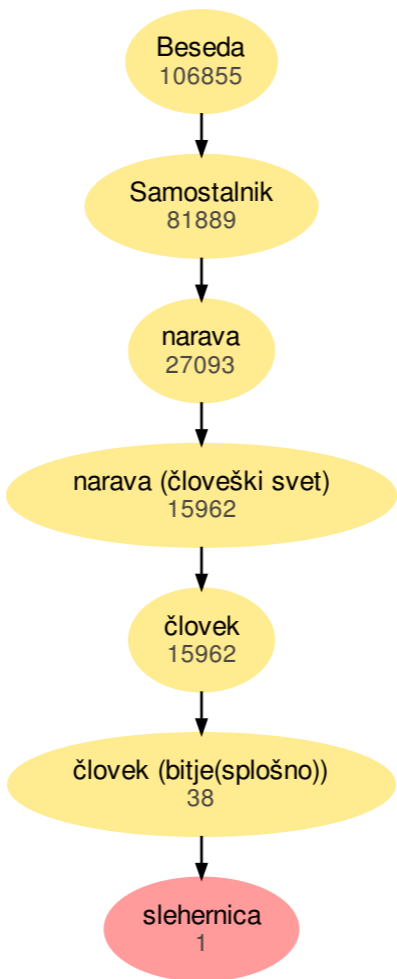 Beseda
106855
Samostalnik
81889
narava
27093
narava (človeški svet)
15962
človek
15962
človek (bitje(splošno))
38
slehernica
1